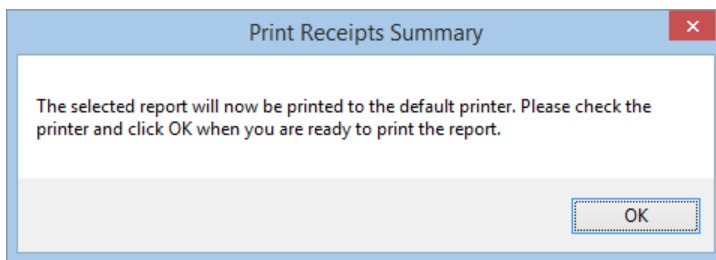 Print Receipts Summary
The selected report will now be printed to the default printer. Please check the
printer and click OK when you are ready to print the report.
OK